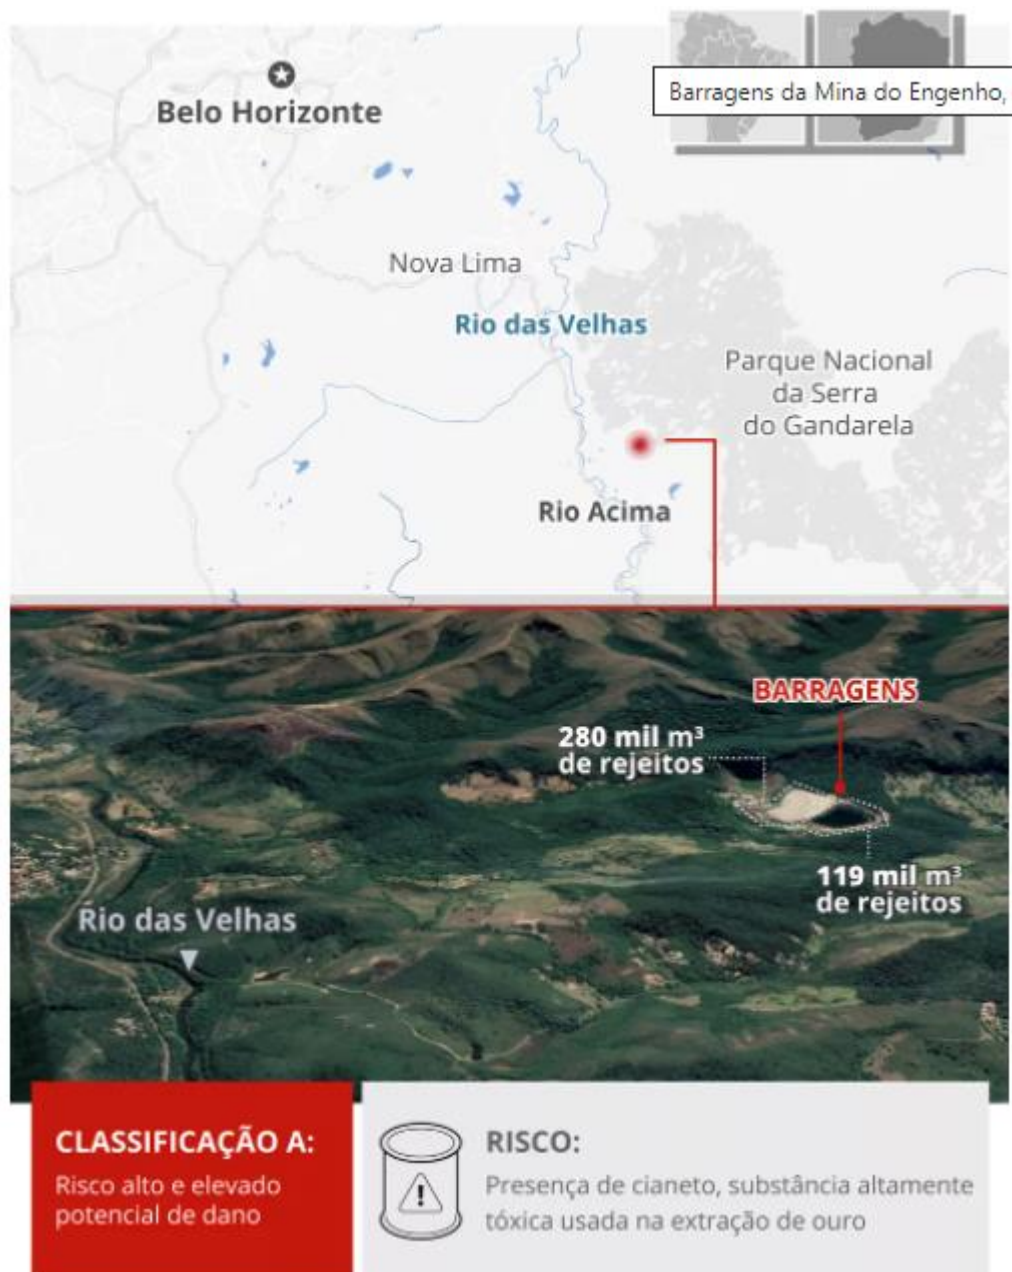 Barragens da Mina do Engenho,
Belo Horizonte
Nova Lima
Rio das Velhas
Parque Nacional
da Serra
do Gandarela
Rio Acima
BARRAGENS
280 mil m³
de rejeitos
119 mil m³
de rejeitos
Rio das Velhas
CLASSIFICAÇÃO A:
Risco alto e elevado
potencial de dano
RISCO:
Presença de cianeto, substância altamente
tóxica usada na extração de ouro